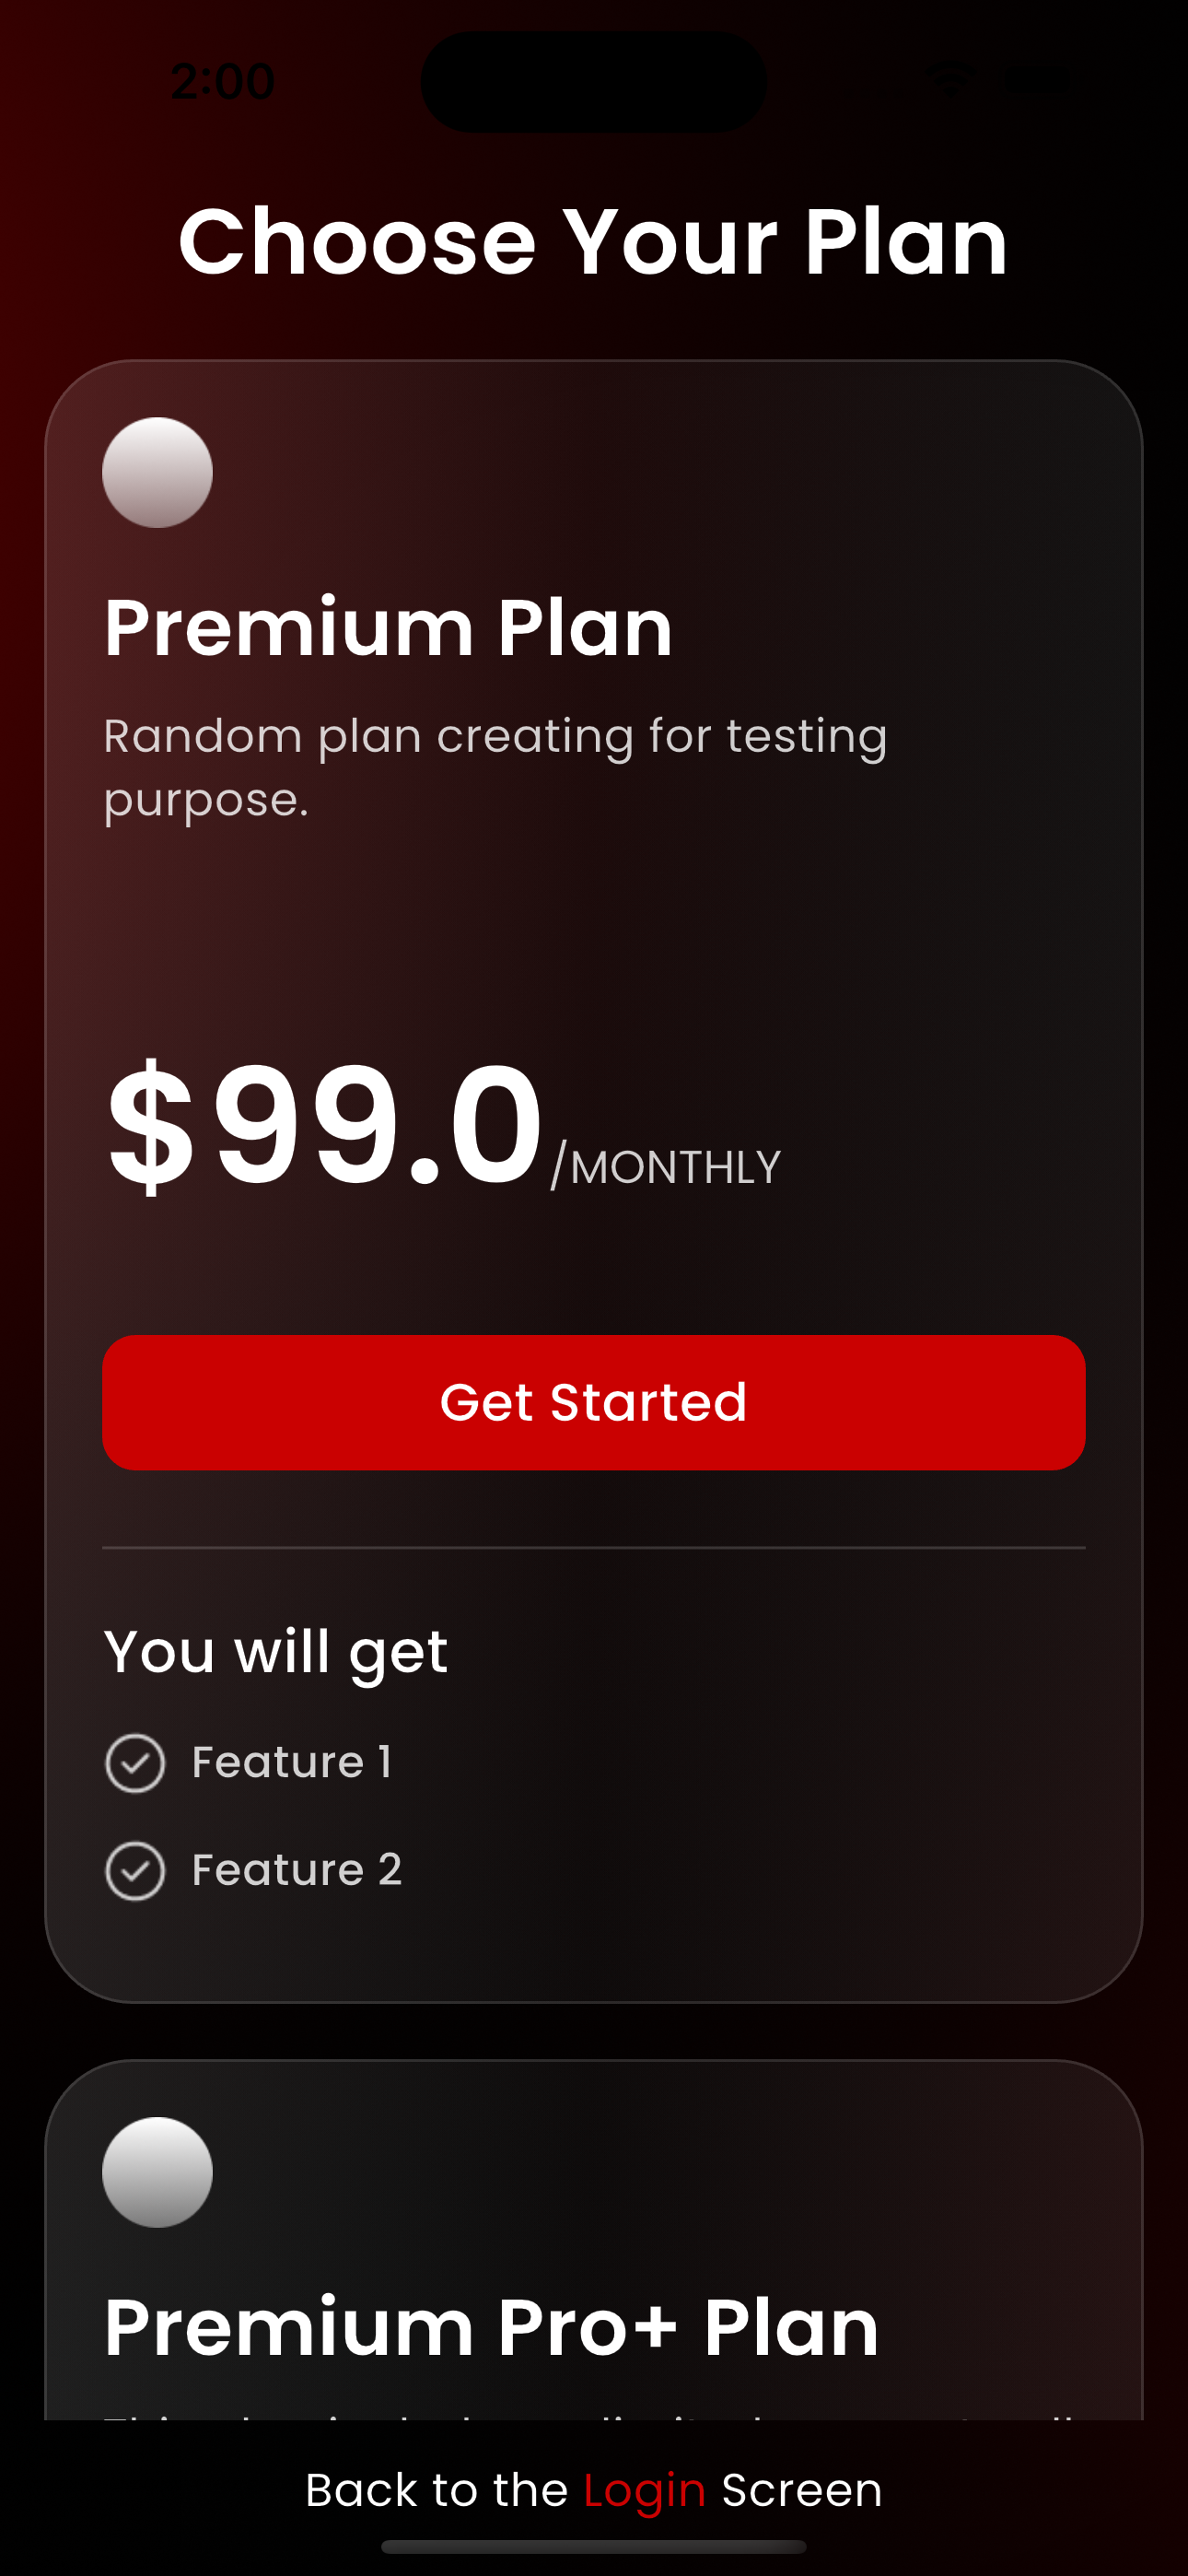 2:00
Choose Your Plan
Premium Plan
Random plan creating for testing
purpose.
$99.0/MONTHLY
Get Started
You will get
Feature 1
Feature 2
Premium Pro+ Plan
Back to the Login Screen